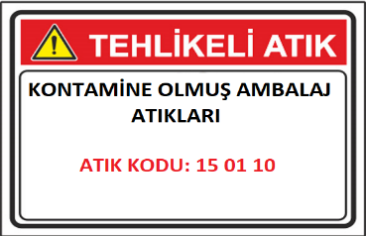 TEHLİKELİ ATIK
KONTAMİNE OLMUŞ AMBALAJ
ATIKLARI
ATIK KODU: 15 01 10